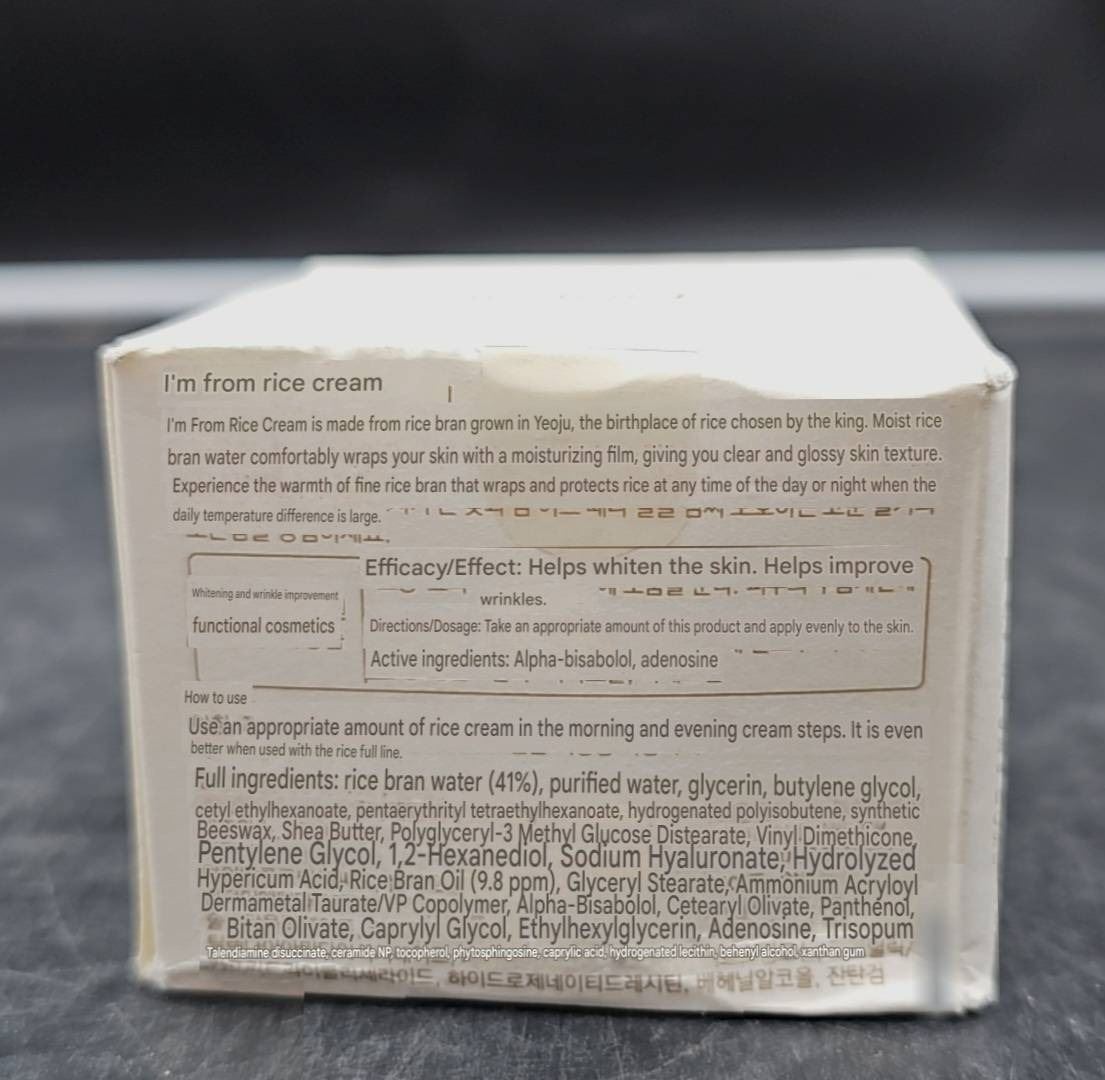 I'm from rice cream
I'm From Rice Cream is made from rice bran grown in Yeoju, the birthplace of rice chosen by the king. Moist rice
bran water comfortably wraps your skin with a moisturizing film, giving you clear and glossy skin texture.
Experience the warmth of fine rice bran that wraps and protects rice at any time of the day or night when the
daily temperature difference is large.
Whitening and wrinkle improvement
functional cosmetics
Efficacy/Effect: Helps whiten the skin. Helps improve
wrinkles.
Directions/Dosage: Take an appropriate amount of this product and apply evenly to the skin.
Active ingredients: Alpha-bisabolol, adenosine
How to use
Use an appropriate amount of rice cream in the morning and evening cream steps. It is even
better when used with the rice full line.
Full ingredients: rice bran water (41%), purified water, glycerin, butylene glycol,
cetyl ethylhexanoate, pentaerythrityl tetraethylhexanoate, hydrogenated polyisobutene, synthetic
Beeswax, Shea Butter, Polyglyceryl-3 Methyl Glucose Distearate, Vinyl Dimethicone,
Pentylene Glycol, 1,2-Hexanediol, Sodium Hyaluronate, Hydrolyzed
Hypericum Acid, Rice Bran Oil (9.8 ppm), Glyceryl Stearate, Ammonium Acryloyl
Dermametal Taurate/VP Copolymer, Alpha-Bisabolol, Cetearyl Olivate, Panthenol,
Bitan Olivate, Caprylyl Glycol, Ethylhexylglycerin, Adenosine, Trisopum
Talendiamine disuccinate, ceramide NP, tocopherol, phytosphingosine, caprylic acid, hydrogenated lecithin, behenyl alcohol, xanthan gum
하이드로제네이티드레시틴, 베헤닐알코올, 잔탄검